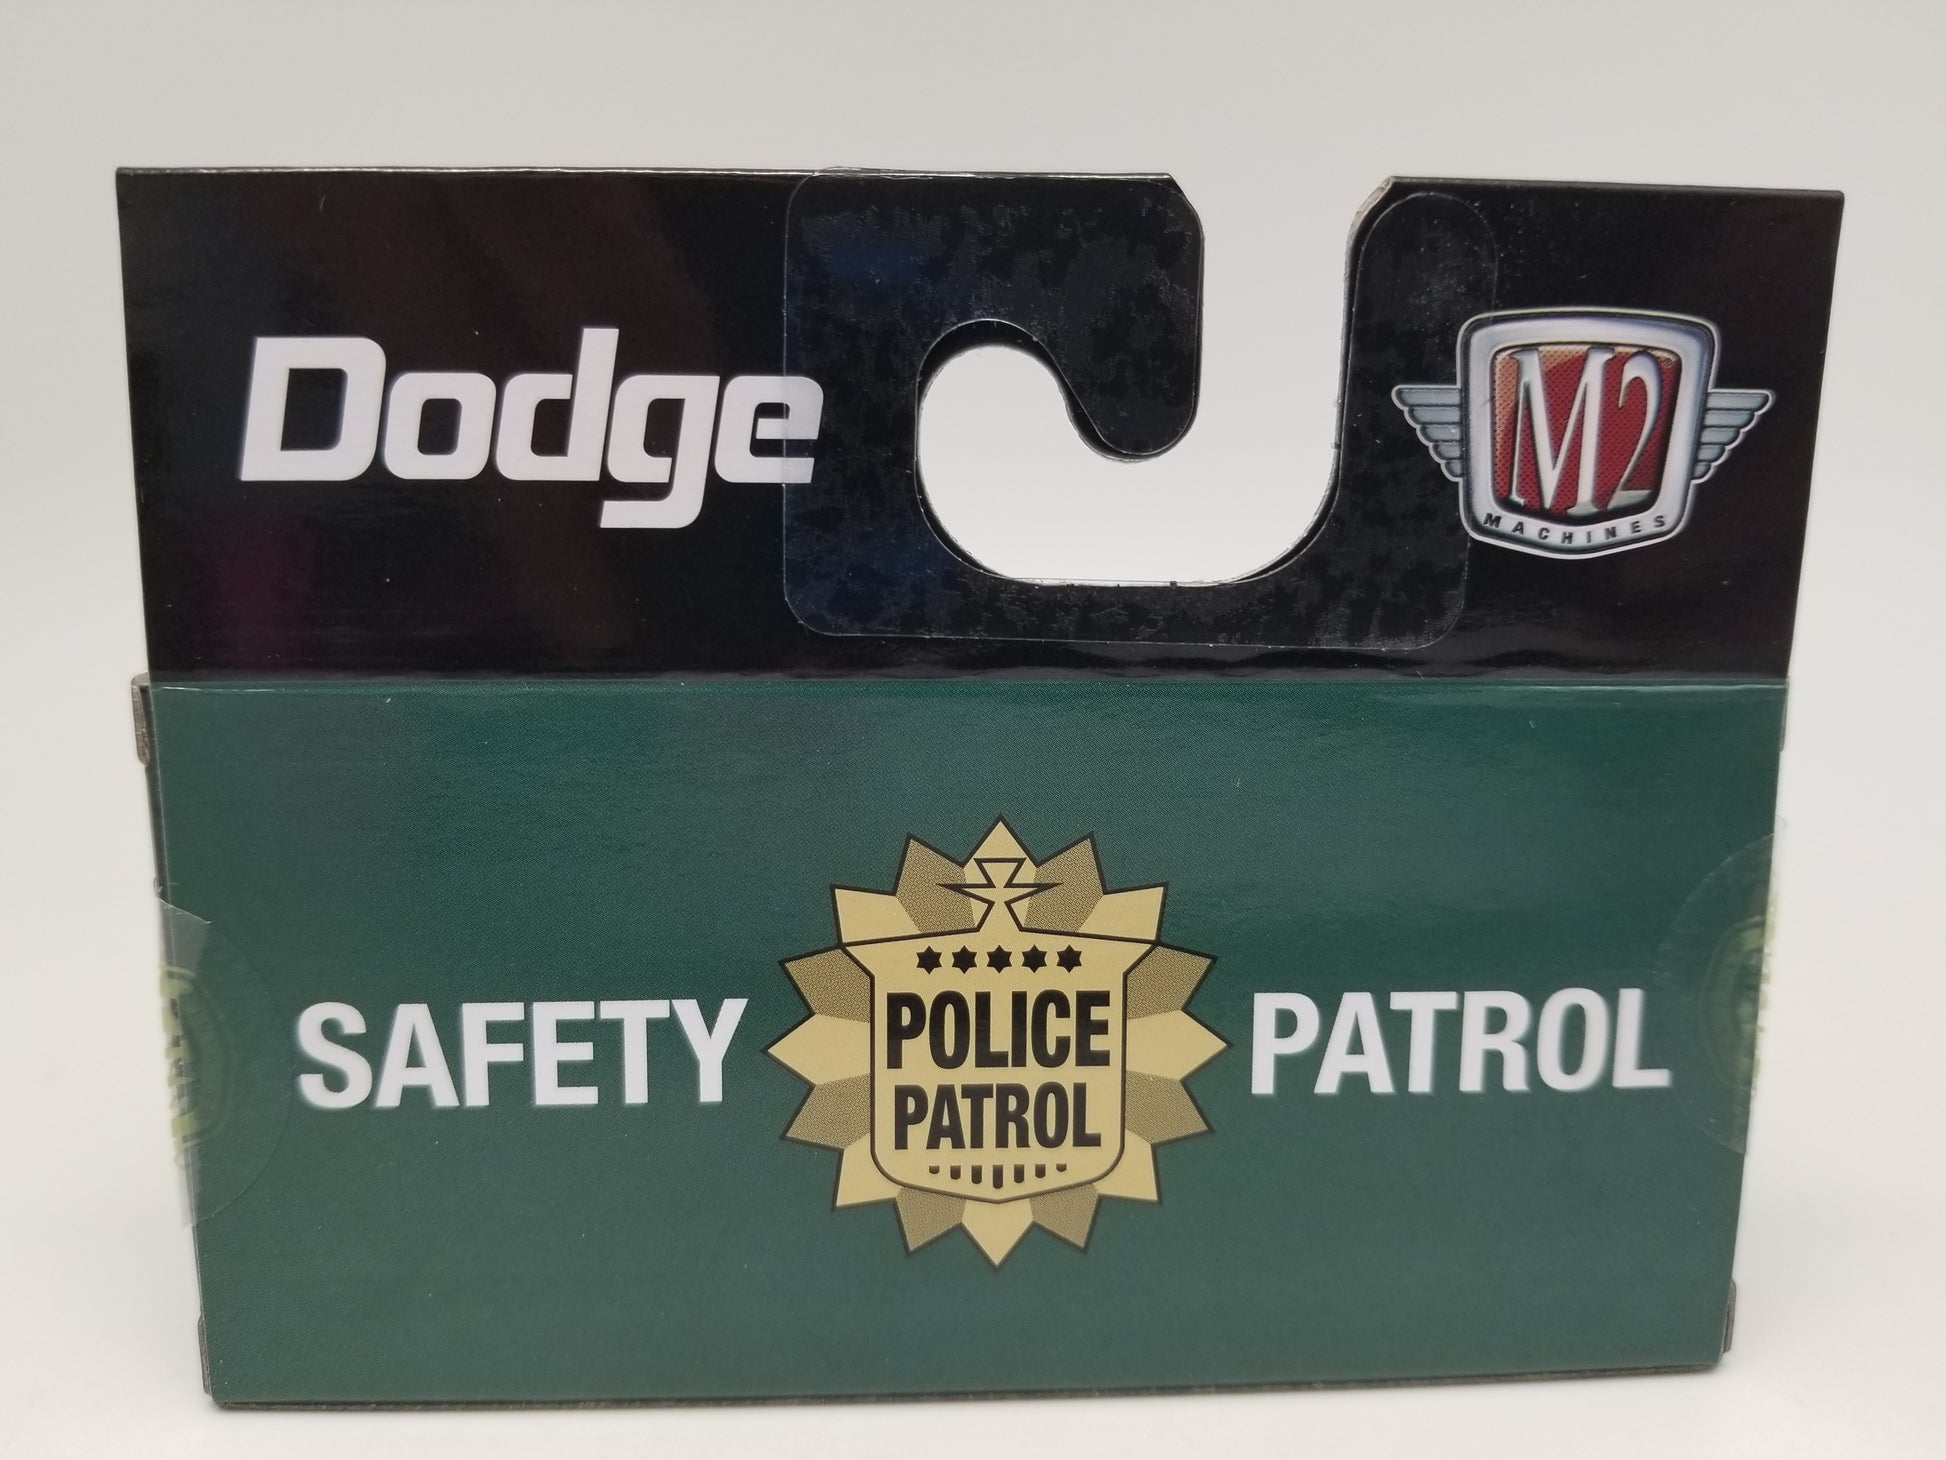 Dodge
M2
MACHINES
SAFETY
POLICE
PATROL
PATROL